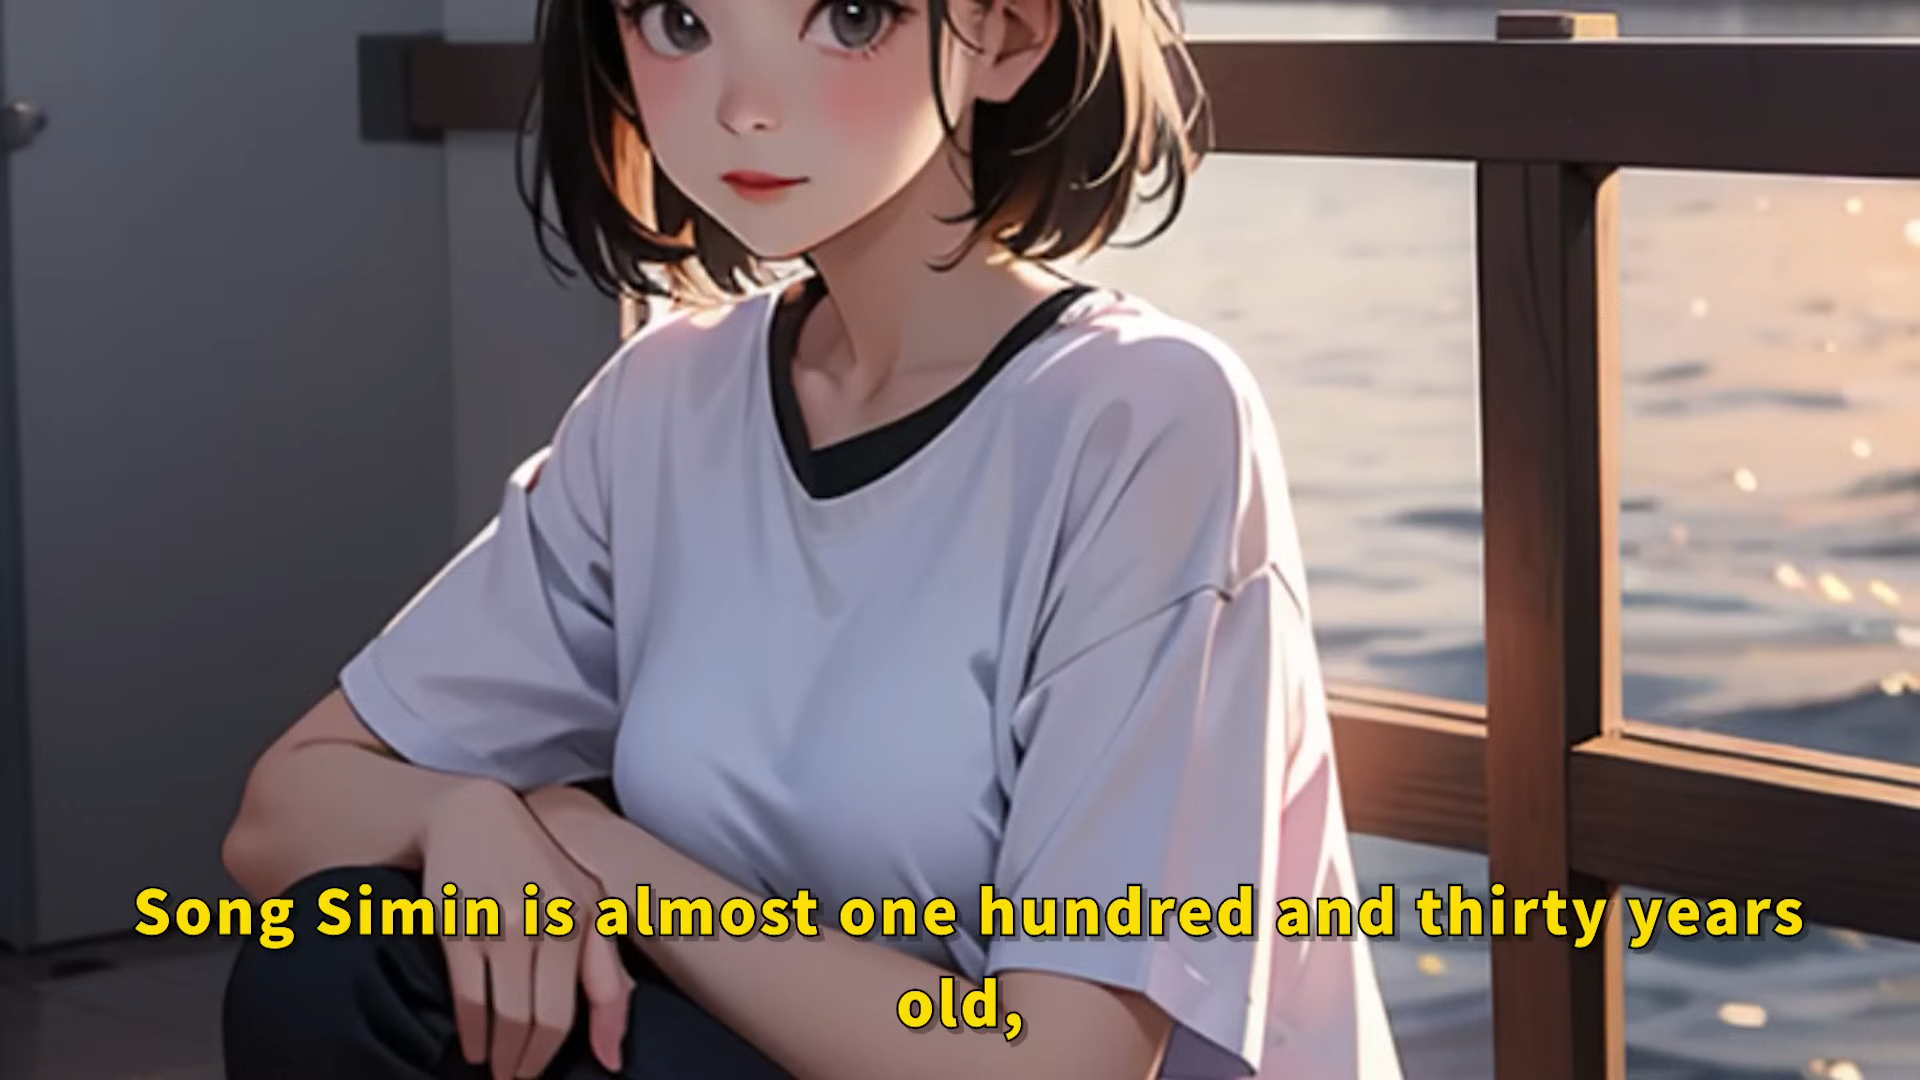 Song Simin is almost one hundred and thirty years
old,